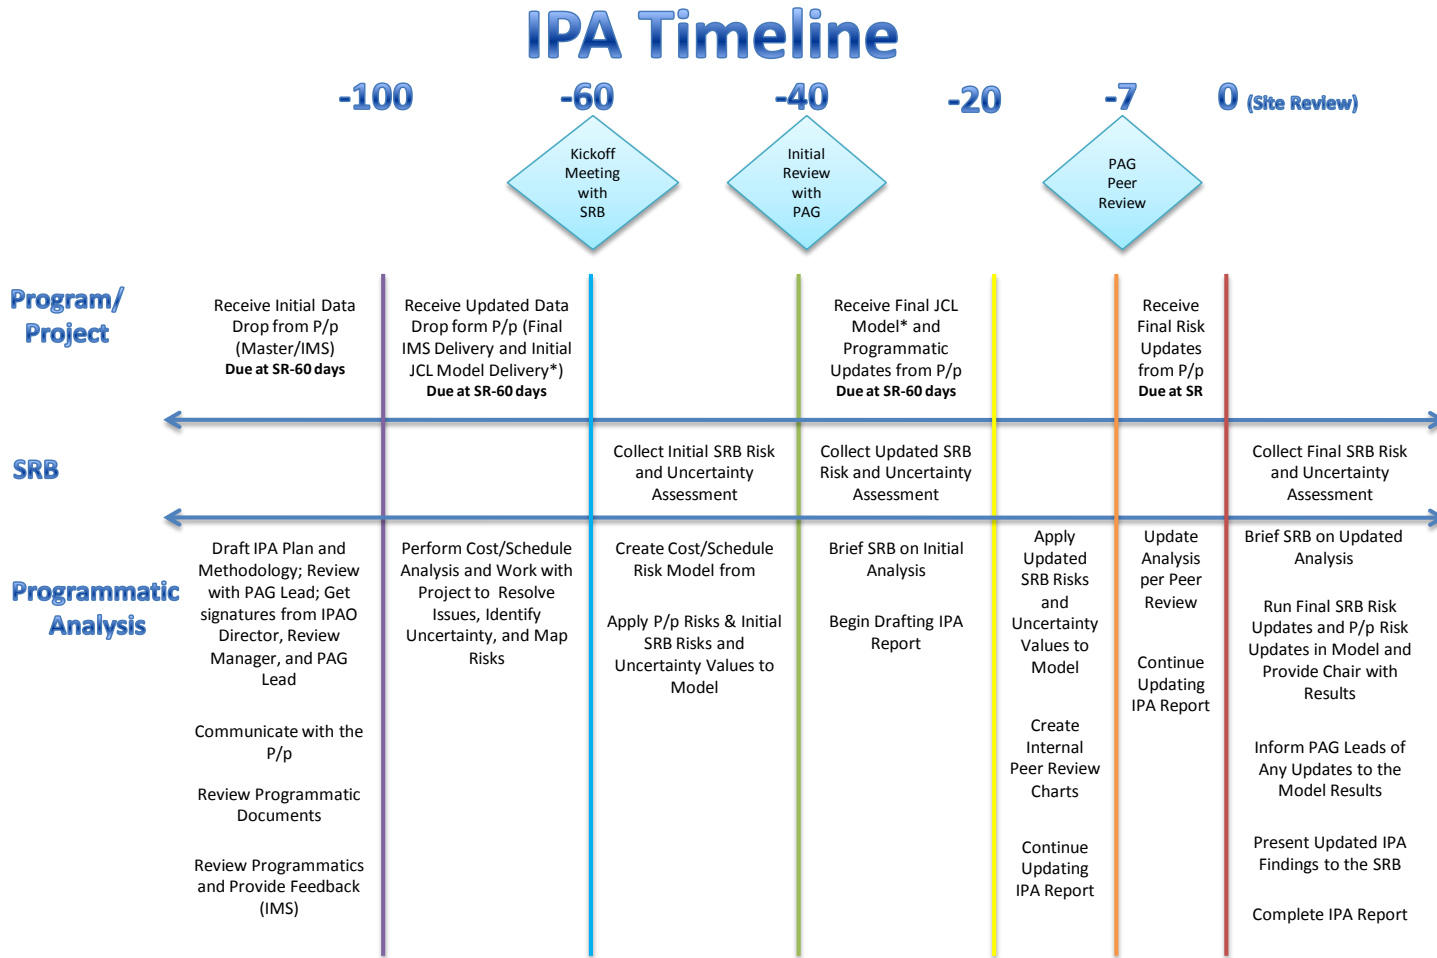 IPA Timeline
-100
-60
-40
-20
-7
0 (Site Review)
Kickoff
Meeting
with
SRB
Initial
Review
with
PAG
PAG
Peer
Review
Program/
Project
Receive Initial Data
Drop from P/p
(Master/IMS)
Due at SR-60 days
Receive Updated Data
Drop form P/p (Final
IMS Delivery and Initial
JCL Model Delivery*)
Due at SR-60 days
Receive Final JCL
Model* and
Programmatic
Updates from P/p
Due at SR-60 days
Receive
Final Risk
Updates
from P/p
Due at SR
SRB
Collect Initial SRB Risk
and Uncertainty
Assessment
Collect Updated SRB
Risk and Uncertainty
Assessment
Collect Final SRB Risk
and Uncertainty
Assessment
Programmatic
Analysis
Draft IPA Plan and
Methodology; Review
with PAG Lead; Get
signatures from IPAO
Director, Review
Manager, and PAG
Lead
Communicate with the
P/p
Review Programmatic
Documents
Review Programmatics
and Provide Feedback
(IMS)
Perform Cost/Schedule
Analysis and Work with
Project to Resolve
Issues, Identify
Uncertainty, and Map
Risks
Create Cost/Schedule
Risk Model from
Apply P/p Risks & Initial
SRB Risks and
Uncertainty Values to
Model
Brief SRB on Initial
Analysis
Begin Drafting IPA
Report
Apply
Updated
SRB Risks
and
Uncertainty
Values to
Model
Create
Internal
Peer Review
Charts
Continue
Updating
IPA Report
Update
Analysis
per Peer
Review
Continue
Updating
IPA Report
Brief SRB on Updated
Analysis
Run Final SRB Risk
Updates and P/p Risk
Updates in Model and
Provide Chair with
Results
Inform PAG Leads of
Any Updates to the
Model Results
Present Updated IPA
Findings to the SRB
Complete IPA Report